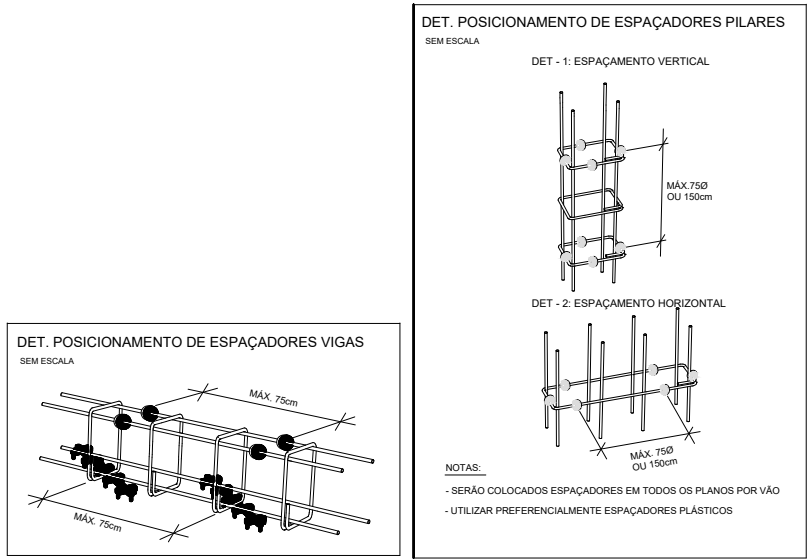 DET. POSICIONAMENTO DE ESPAÇADORES PILARES
SEM ESCALA
DET - 1: ESPAÇAMENTO VERTICAL
MÁX.75Ø
OU 150cm
DET - 2: ESPAÇAMENTO HORIZONTAL
MÁX. 75Ø
OU 150cm
NOTAS:
- SERÃO COLOCADOS ESPAÇADORES EM TODOS OS PLANOS POR VÃO
- UTILIZAR PREFERENCIALMENTE ESPAÇADORES PLÁSTICOS
DET. POSICIONAMENTO DE ESPAÇADORES VIGAS
SEM ESCALA
MÁX. 75cm
MÁX. 75cm